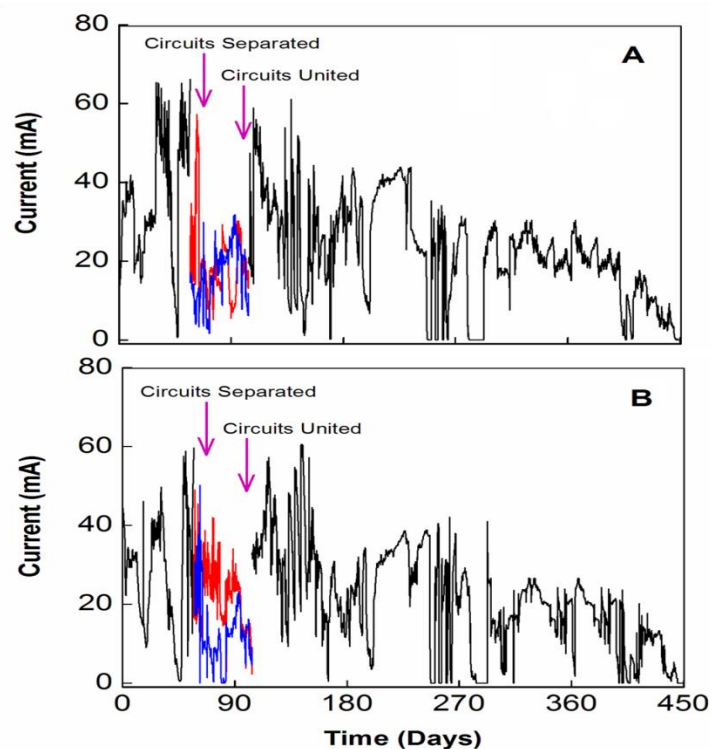 80
Circuits Separated
A
Circuits United
60
Current (mA)
40
20
0
80
Circuits Separated
B
Circuits United
60
Current (mA)
40
20
0
0 90 180 270 360 450
Time (Days)